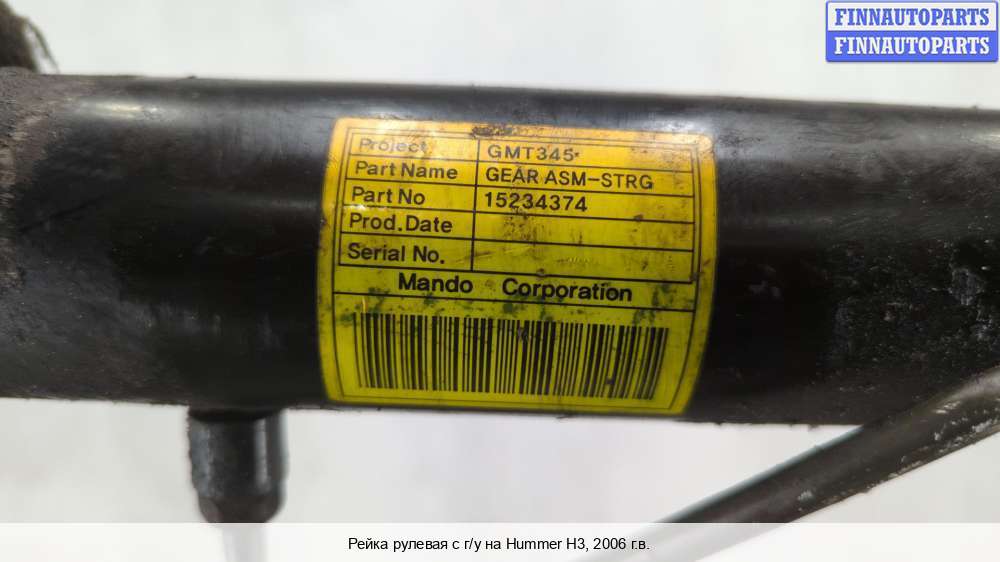 FINNAUTOPARTS
FINNAUTOPARTS
Project GMT345
Part Name GEAR ASM-STRG
Part No 15234374
Prod.Date
Serial No.
Mando Corporation
Рейка рулевая с г/у на Hummer H3, 2006 г.в.